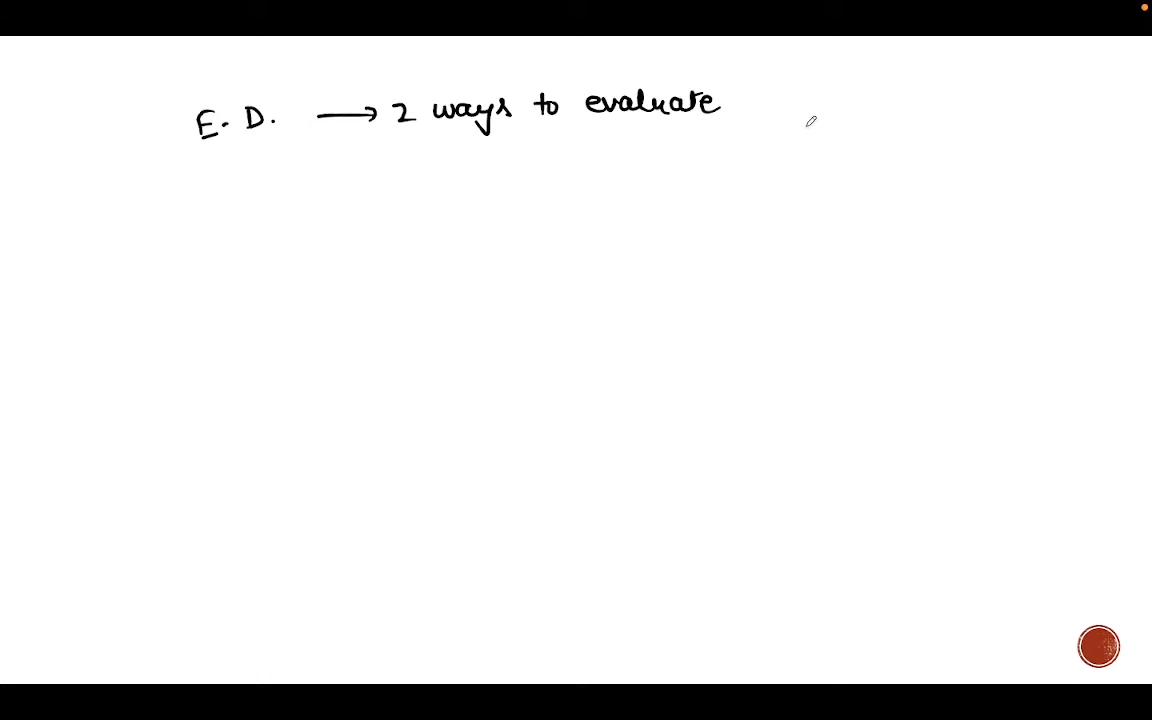 E. D. → 2 ways to evaluate